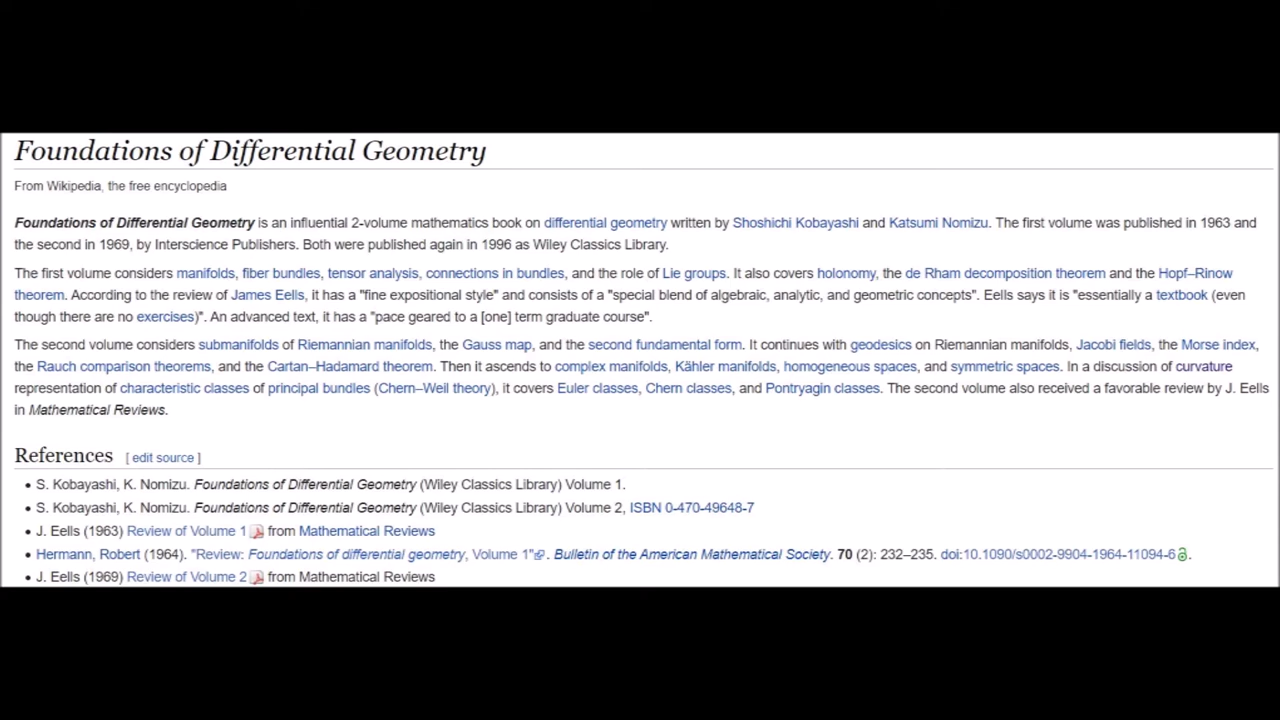 Foundations of Differential Geometry
From Wikipedia, the free encyclopedia
Foundations of Differential Geometry is an influential 2-volume mathematics book on differential geometry written by Shoshichi Kobayashi and Katsumi Nomizu. The first volume was published in 1963 and
the second in 1969, by Interscience Publishers. Both were published again in 1996 as Wiley Classics Library.
The first volume considers manifolds, fiber bundles, tensor analysis, connections in bundles, and the role of Lie groups. It also covers holonomy, the de Rham decomposition theorem and the Hopf–Rinow
theorem. According to the review of James Eells, it has a "fine expositional style" and consists of a "special blend of algebraic, analytic, and geometric concepts". Eells says it is "essentially a textbook (even
though there are no exercises)". An advanced text, it has a "pace geared to a [one] term graduate course".
The second volume considers submanifolds of Riemannian manifolds, the Gauss map, and the second fundamental form. It continues with geodesics on Riemannian manifolds, Jacobi fields, the Morse index,
the Rauch comparison theorems, and the Cartan–Hadamard theorem. Then it ascends to complex manifolds, Kähler manifolds, homogeneous spaces, and symmetric spaces. In a discussion of curvature
representation of characteristic classes of principal bundles (Chern–Weil theory), it covers Euler classes, Chern classes, and Pontryagin classes. The second volume also received a favorable review by J. Eells
in Mathematical Reviews.
References [ edit source ]
• S. Kobayashi, K. Nomizu. Foundations of Differential Geometry (Wiley Classics Library) Volume 1.
• S. Kobayashi, K. Nomizu. Foundations of Differential Geometry (Wiley Classics Library) Volume 2, ISBN 0-470-49648-7
• J. Eells (1963) Review of Volume 1 from Mathematical Reviews
• Hermann, Robert (1964). "Review: Foundations of differential geometry, Volume 1". Bulletin of the American Mathematical Society. 70 (2): 232–235. doi:10.1090/s0002-9904-1964-11094-6.
• J. Eells (1969) Review of Volume 2 from Mathematical Reviews